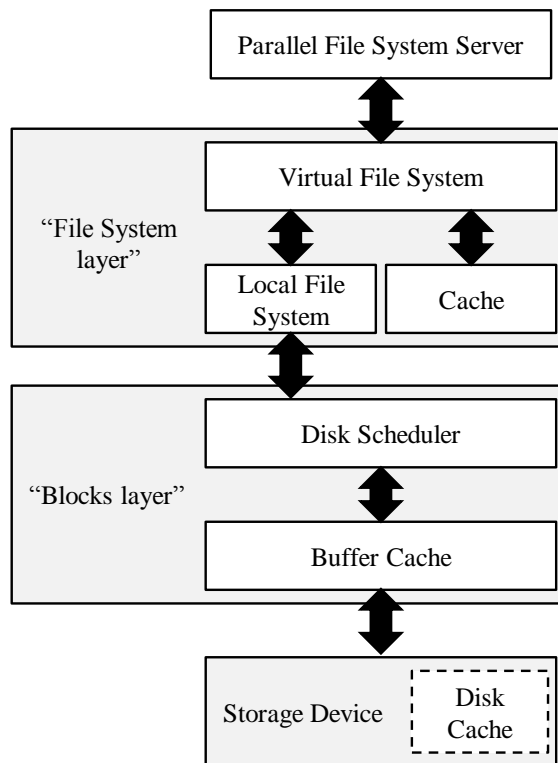 Parallel File System Server
Virtual File System
“File System
layer”
Local File
System
Cache
Disk Scheduler
“Blocks layer”
Buffer Cache
Storage Device
Disk
Cache